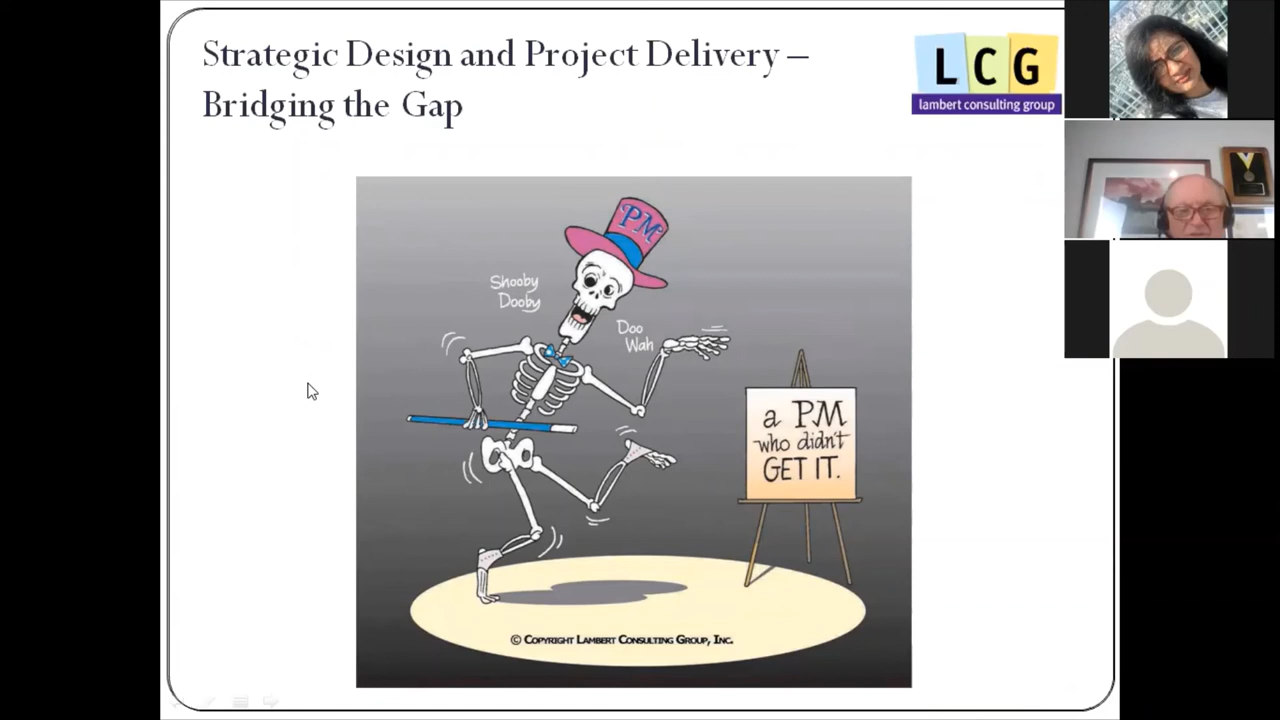 Strategic Design and Project Delivery –
Bridging the Gap
L C G
lambert consulting group
PM
Shooby
Dooby
Doo
Wah
a PM
who didn't
GET IT.
© COPYRIGHT LAMBERT CONSULTING GROUP, INC.